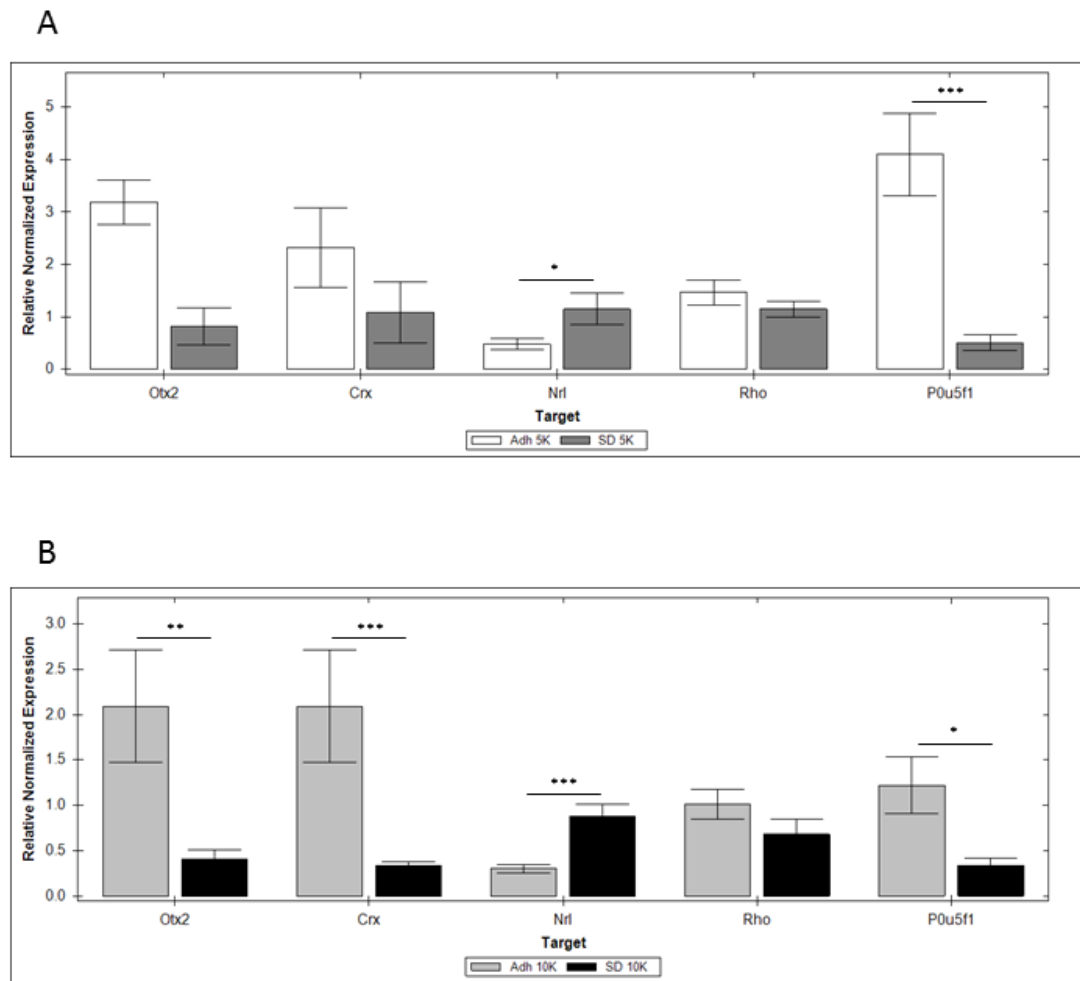 A
Relative Normalized Expression
5
4
3
2
1
0
***
*
Otx2 Crx Nrl Rho P0u5f1
Target
Adh 5K SD 5K
B
Relative Normalized Expression
3.0
2.5
2.0
1.5
1.0
0.5
0.0
** ***
*
***
Otx2 Crx Nrl Rho P0u5f1
Target
Adh 10K SD 10K